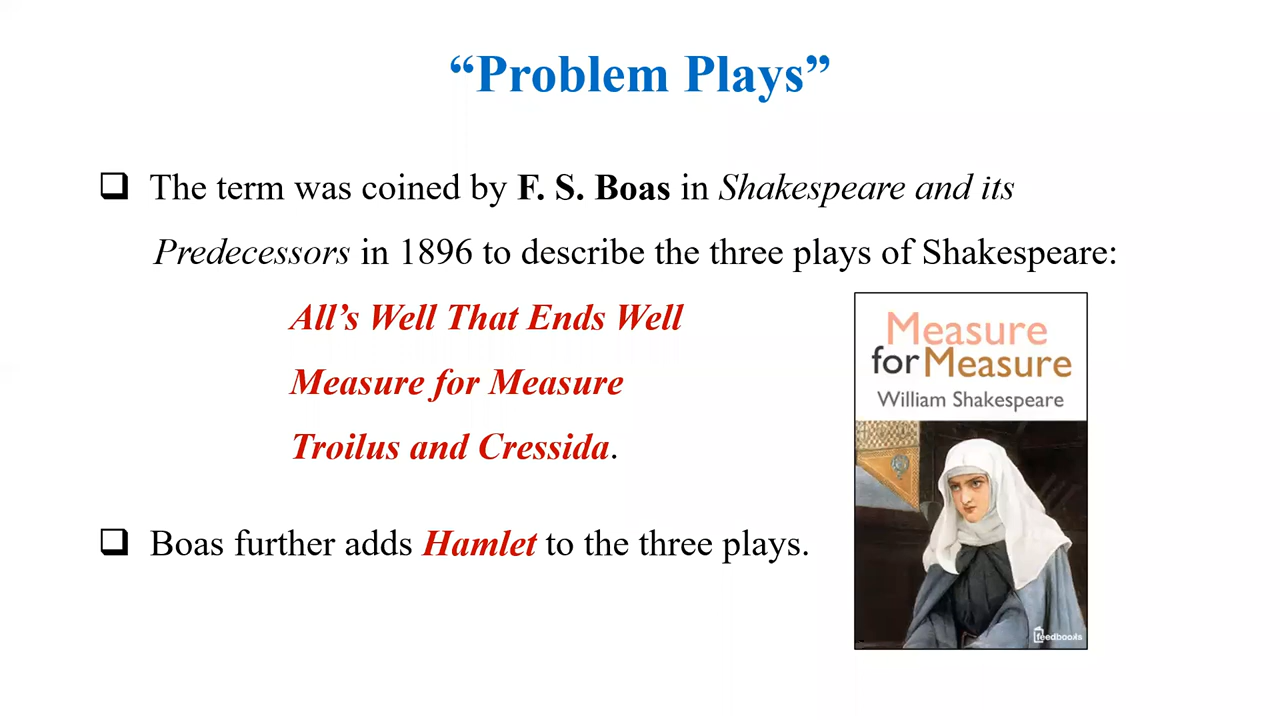 “Problem Plays”
❑ The term was coined by F. S. Boas in Shakespeare and its
Predecessors in 1896 to describe the three plays of Shakespeare:
All’s Well That Ends Well
Measure for Measure
Troilus and Cressida.
❑ Boas further adds Hamlet to the three plays.
Measure
for Measure
William Shakespeare
feedbooks